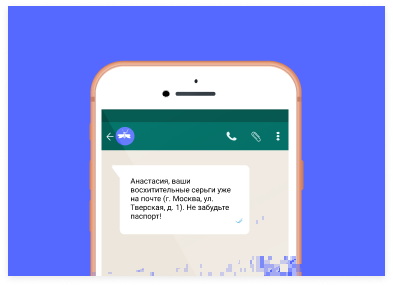 Анастасия, ваши
восхитительные серьги уже
на почте (г. Москва, ул.
Тверская, д. 1). Не забудьте
паспорт!